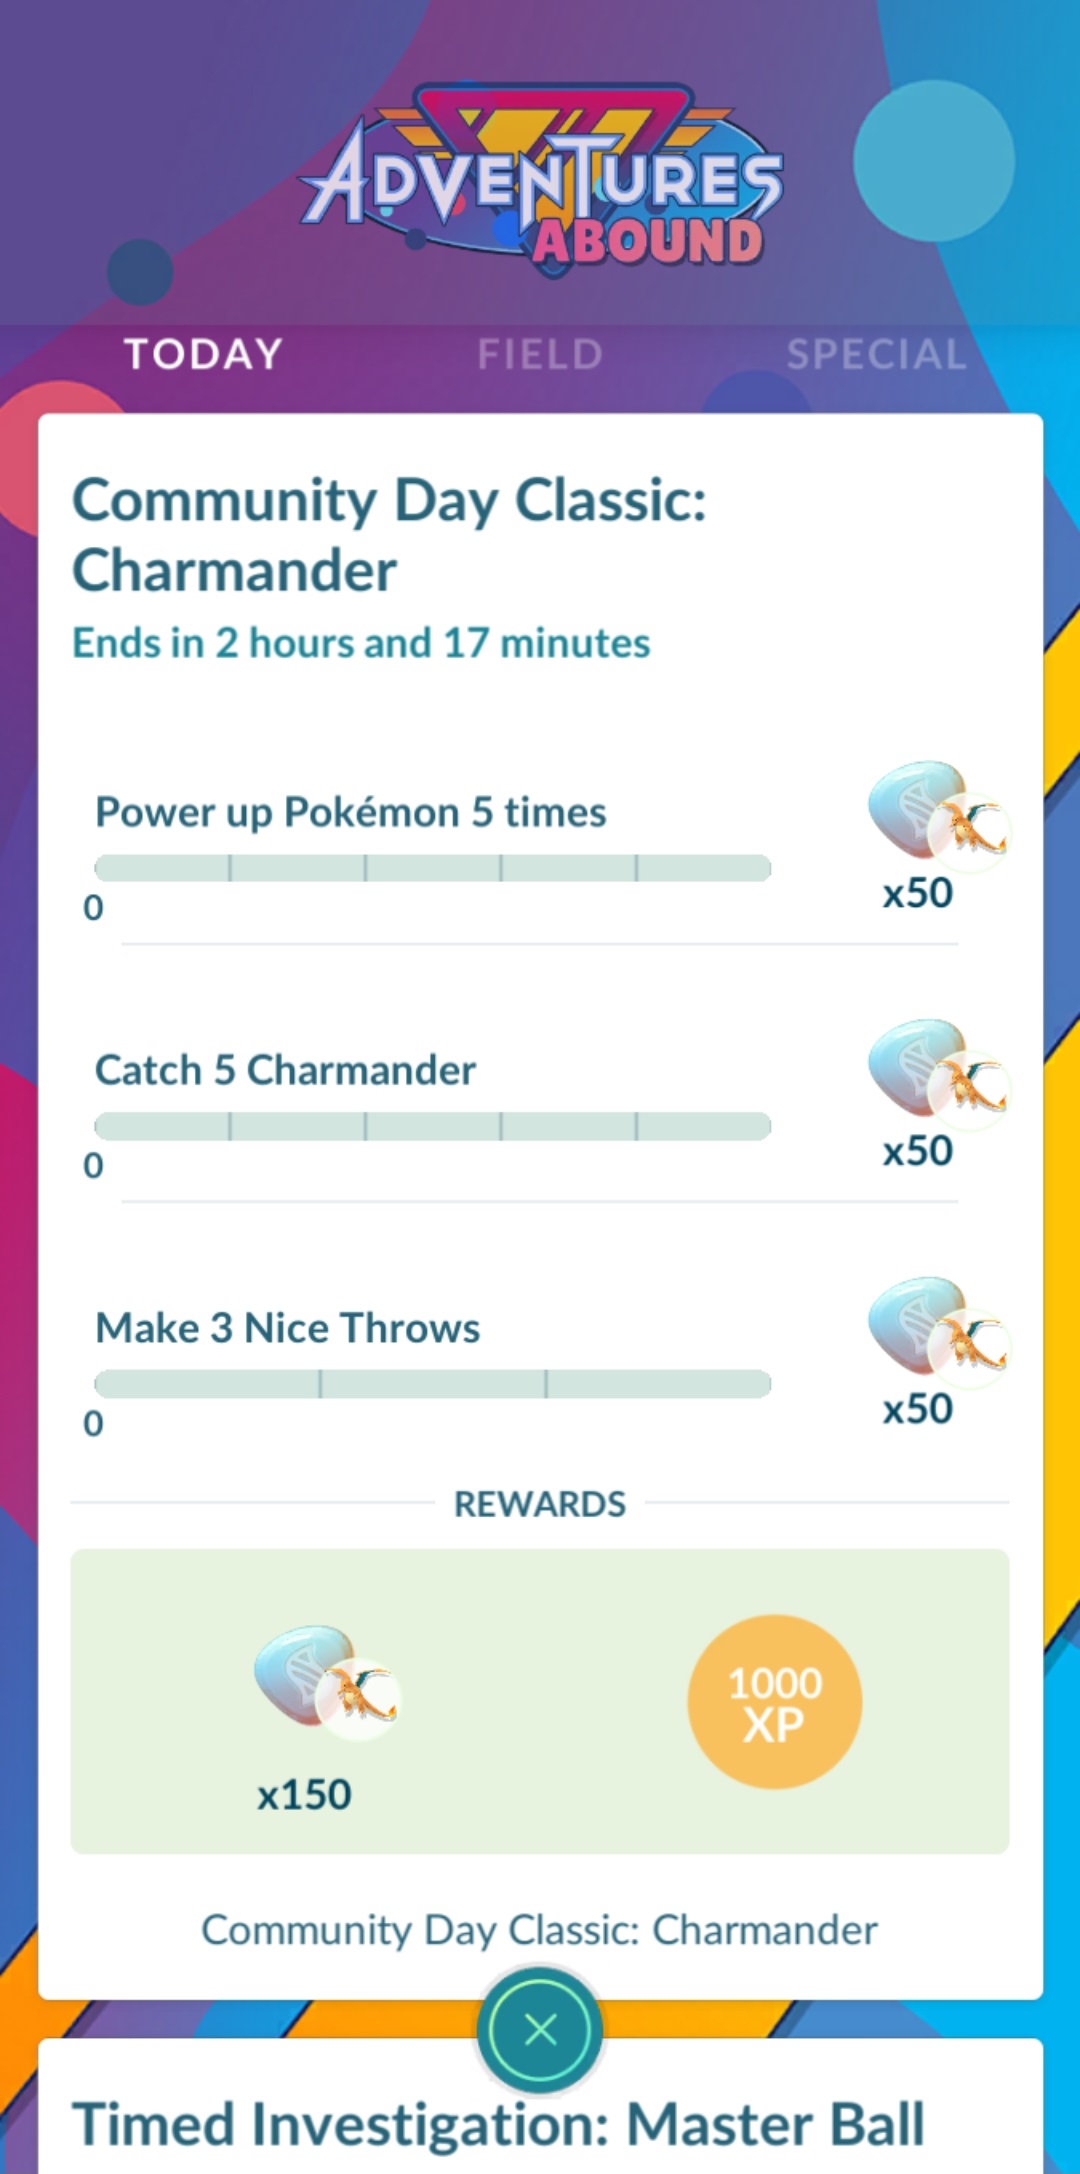 ADVENTURES
ABOUND
TODAY
FIELD
SPECIAL
Community Day Classic:
Charmander
Ends in 2 hours and 17 minutes
Power up Pokémon 5 times
0
x50
Catch 5 Charmander
0
x50
Make 3 Nice Throws
0
x50
REWARDS
x150
1000
XP
Community Day Classic: Charmander
Timed Investigation: Master Ball